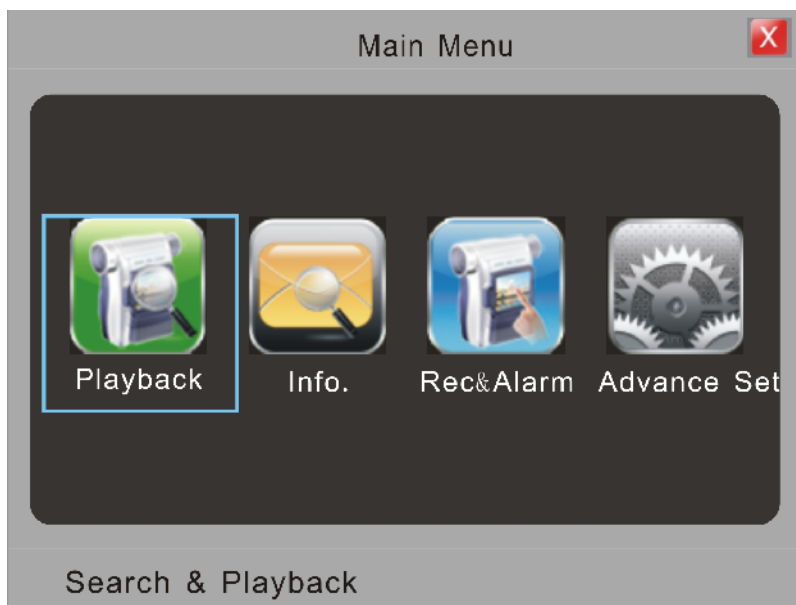 Main Menu
X
Playback
Info.
Rec&Alarm
Advance Set
Search & Playback